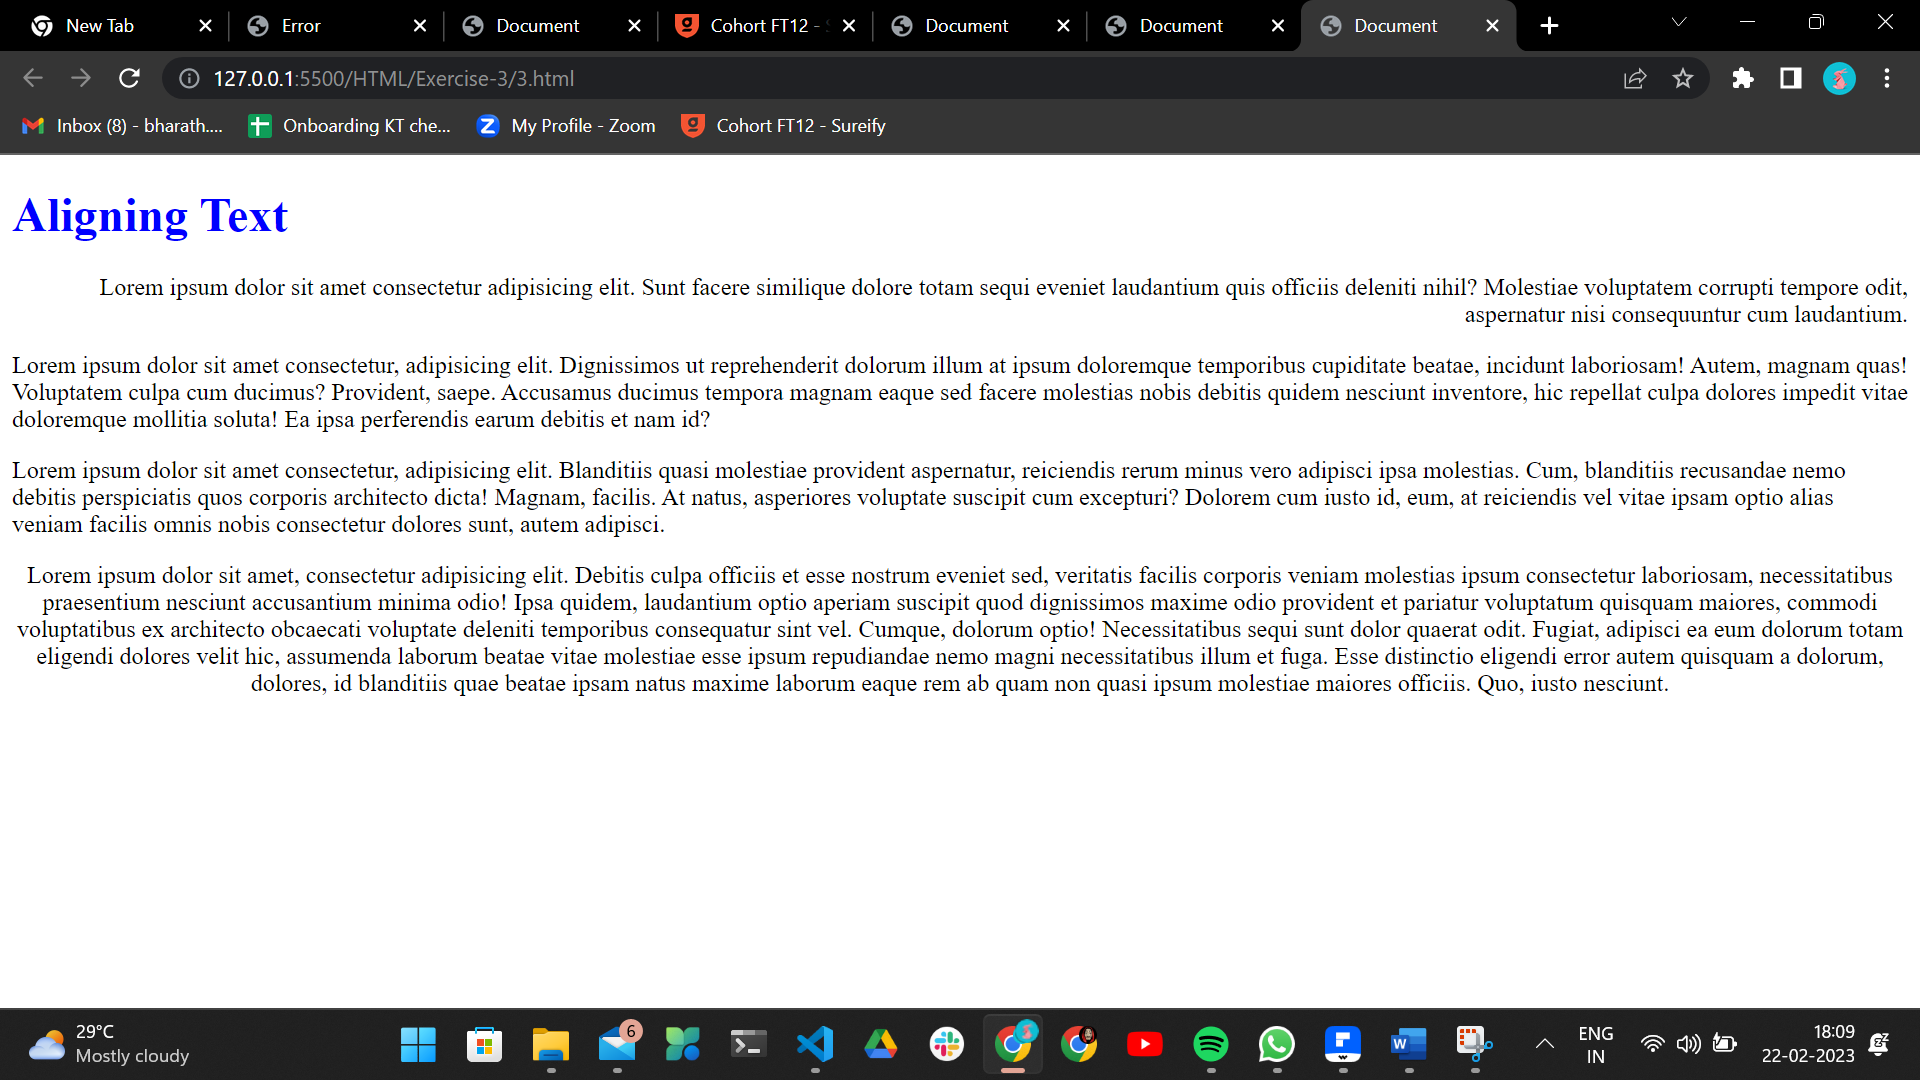 New Tab
Error
Document
Cohort FT12 -
Document
Document
Document
127.0.0.1:5500/HTML/Exercise-3/3.html
Inbox (8) - bharath....
Onboarding KT che...
My Profile - Zoom
Cohort FT12 - Sureify
Aligning Text
Lorem ipsum dolor sit amet consectetur adipisicing elit. Sunt facere similique dolore totam sequi eveniet laudantium quis officiis deleniti nihil? Molestiae voluptatem corrupti tempore odit,
aspernatur nisi consequuntur cum laudantium.
Lorem ipsum dolor sit amet consectetur, adipisicing elit. Dignissimos ut reprehenderit dolorum illum at ipsum doloremque temporibus cupiditate beatae, incidunt laboriosam! Autem, magnam quas!
Voluptatem culpa cum ducimus? Provident, saepe. Accusamus ducimus tempora magnam eaque sed facere molestias nobis debitis quidem nesciunt inventore, hic repellat culpa dolores impedit vitae
doloremque mollitia soluta! Ea ipsa perferendis earum debitis et nam id?
Lorem ipsum dolor sit amet consectetur, adipisicing elit. Blanditiis quasi molestiae provident aspernatur, reiciendis rerum minus vero adipisci ipsa molestias. Cum, blanditiis recusandae nemo
debitis perspiciatis quos corporis architecto dicta! Magnam, facilis. At natus, asperiores voluptate suscipit cum excepturi? Dolorem cum iusto id, eum, at reiciendis vel vitae ipsam optio alias
veniam facilis omnis nobis consectetur dolores sunt, autem adipisci.
Lorem ipsum dolor sit amet, consectetur adipisicing elit. Debitis culpa officiis et esse nostrum eveniet sed, veritatis facilis corporis veniam molestias ipsum consectetur laboriosam, necessitatibus
praesentium nesciunt accusantium minima odio! Ipsa quidem, laudantium optio aperiam suscipit quod dignissimos maxime odio provident et pariatur voluptatum quisquam maiores, commodi
voluptatibus ex architecto obcaecati voluptate deleniti temporibus consequatur sint vel. Cumque, dolorum optio! Necessitatibus sequi sunt dolor quaerat odit. Fugiat, adipisci ea eum dolorum totam
eligendi dolores velit hic, assumenda laborum beatae vitae molestiae esse ipsum repudiandae nemo magni necessitatibus illum et fuga. Esse distinctio eligendi error autem quisquam a dolorum,
dolores, id blanditiis quae beatae ipsam natus maxime laborum eaque rem ab quam non quasi ipsum molestiae maiores officiis. Quo, iusto nesciunt.
29°C
Mostly cloudy
6
ENG
IN
18:09
22-02-2023